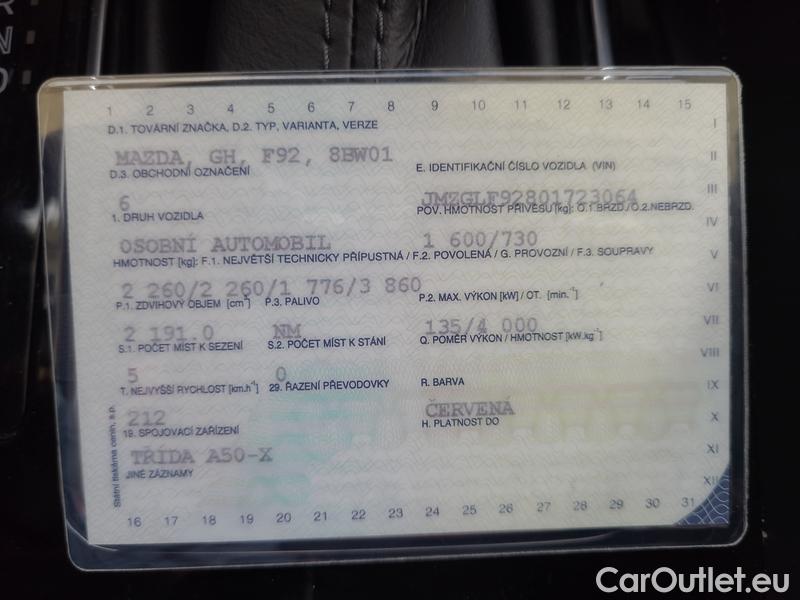 R
N
D
1 2 3 4 5 6 7 8 9 10 11 12 13 14 15
I
D.1. TOVÁRNÍ ZNAČKA, D.2. TYP, VARIANTA, VERZE
MAZDA, GH, F92, 8BW01
II
D.3. OBCHODNÍ OZNAČENÍ E. IDENTIFIKAČNÍ ČÍSLO VOZIDLA (VIN)
6 JMZGLF92801723064
III
1. DRUH VOZIDLA POV. HMOTNOST PŘÍVĚSU [kg]: O.1 BRZD./O.2.NEBRZD.
IV
OSOBNÍ AUTOMOBIL 1 600/730
HMOTNOST [kg]: F.1. NEJVĚTŠÍ TECHNICKY PŘÍPUSTNÁ / F.2. POVOLENÁ / G. PROVOZNÍ / F.3. SOUPRAVY
V
2 260/2 260/1 776/3 860
VI
P.1. ZDVIHOVÝ OBJEM [cm³] P.3. PALIVO P.2. MAX. VÝKON [kW] / OT. [min.⁻¹]
2 191.0 NM 135/4 000
VII
S.1. POČET MÍST K SEZENÍ S.2. POČET MÍST K STÁNÍ Q. POMĚR VÝKON / HMOTNOST [kW.kg⁻¹]
VIII
5 0
T. NEJVYŠŠÍ RYCHLOST [km.h⁻¹] 29. ŘAZENÍ PŘEVODOVKY R. BARVA
IX
212 ČERVENÁ
X
19. SPOJOVACÍ ZAŘÍZENÍ H. PLATNOST DO
TŘÍDA A50-X
XI
JINÉ ZÁZNAMY
XII
16 17 18 19 20 21 22 23 24 25 26 27 28 29 30 31
Státní tiskárna cenin, s.p.
CarOutlet.eu